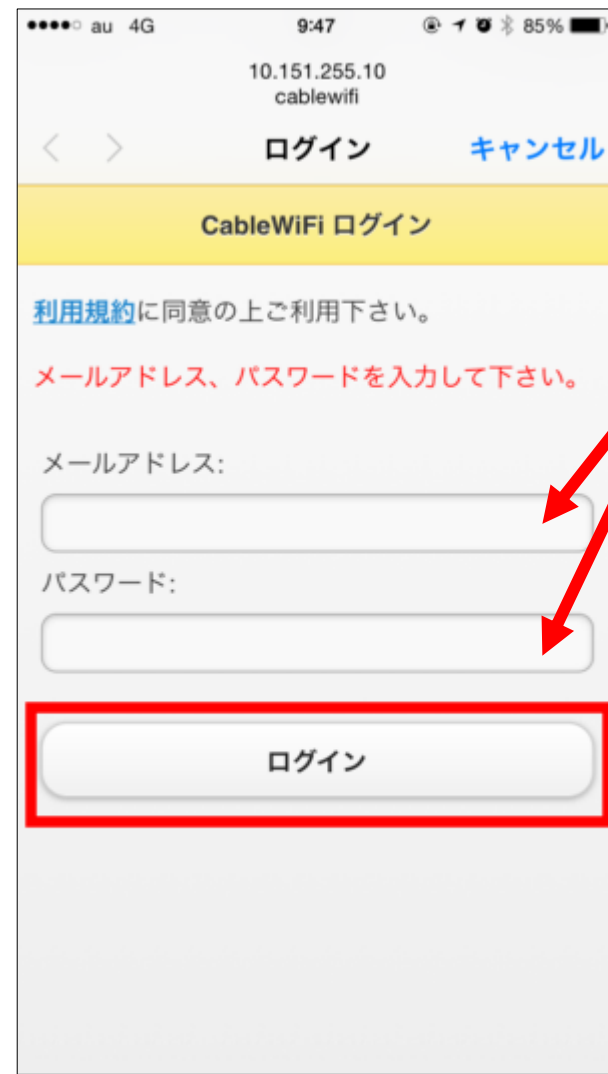 au 4G 9:47 85%
10.151.255.10
cablewifi
ログイン キャンセル
CableWiFi ログイン
利用規約に同意の上ご利用下さい。
メールアドレス、パスワードを入力して下さい。
メールアドレス:
パスワード:
ログイン